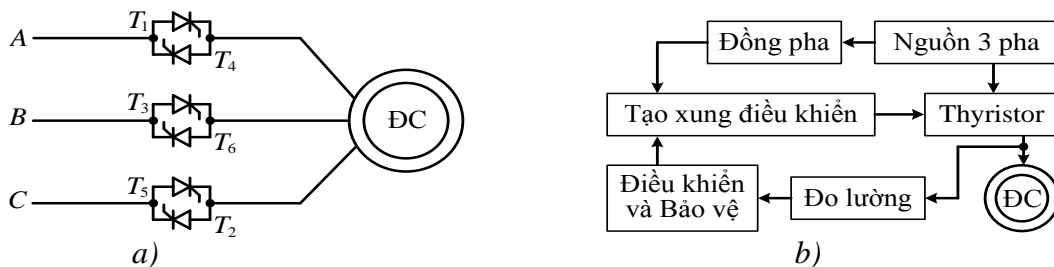 A
T1
T4
B
T3
T6
C
T5
T2
ĐC
a)
Đồng pha
Nguồn 3 pha
Tạo xung điều khiển
Thyristor
Điều khiển
và Bảo vệ
Đo lường
ĐC
b)